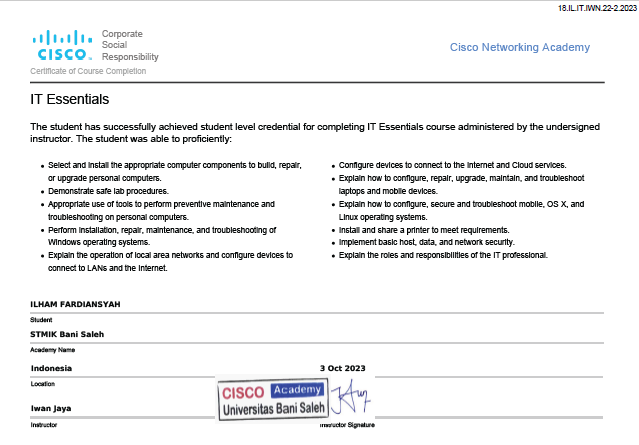 18.IL.IT.IWN.22-2.2023
CISCO
Corporate
Social
Responsibility
Cisco Networking Academy
Certificate of Course Completion
IT Essentials
The student has successfully achieved student level credential for completing IT Essentials course administered by the undersigned
instructor. The student was able to proficiently:
• Select and install the appropriate computer components to build, repair,
or upgrade personal computers.
• Demonstrate safe lab procedures.
• Appropriate use of tools to perform preventive maintenance and
troubleshooting on personal computers.
• Perform installation, repair, maintenance, and troubleshooting of
Windows operating systems.
• Explain the operation of local area networks and configure devices to
connect to LANs and the internet.
• Configure devices to connect to the Internet and Cloud services.
• Explain how to configure, repair, upgrade, maintain, and troubleshoot
laptops and mobile devices.
• Explain how to configure, secure and troubleshoot mobile, OS X, and
Linux operating systems.
• Install and share a printer to meet requirements.
• Implement basic host, data, and network security.
• Explain the roles and responsibilities of the IT professional.
ILHAM FARDIANSYAH
Student
STMIK Bani Saleh
Academy Name
Indonesia
3 Oct 2023
Location
CISCO Academy
Universitas Bani Saleh
Iwan Jaya
Instructor
Instructor Signature